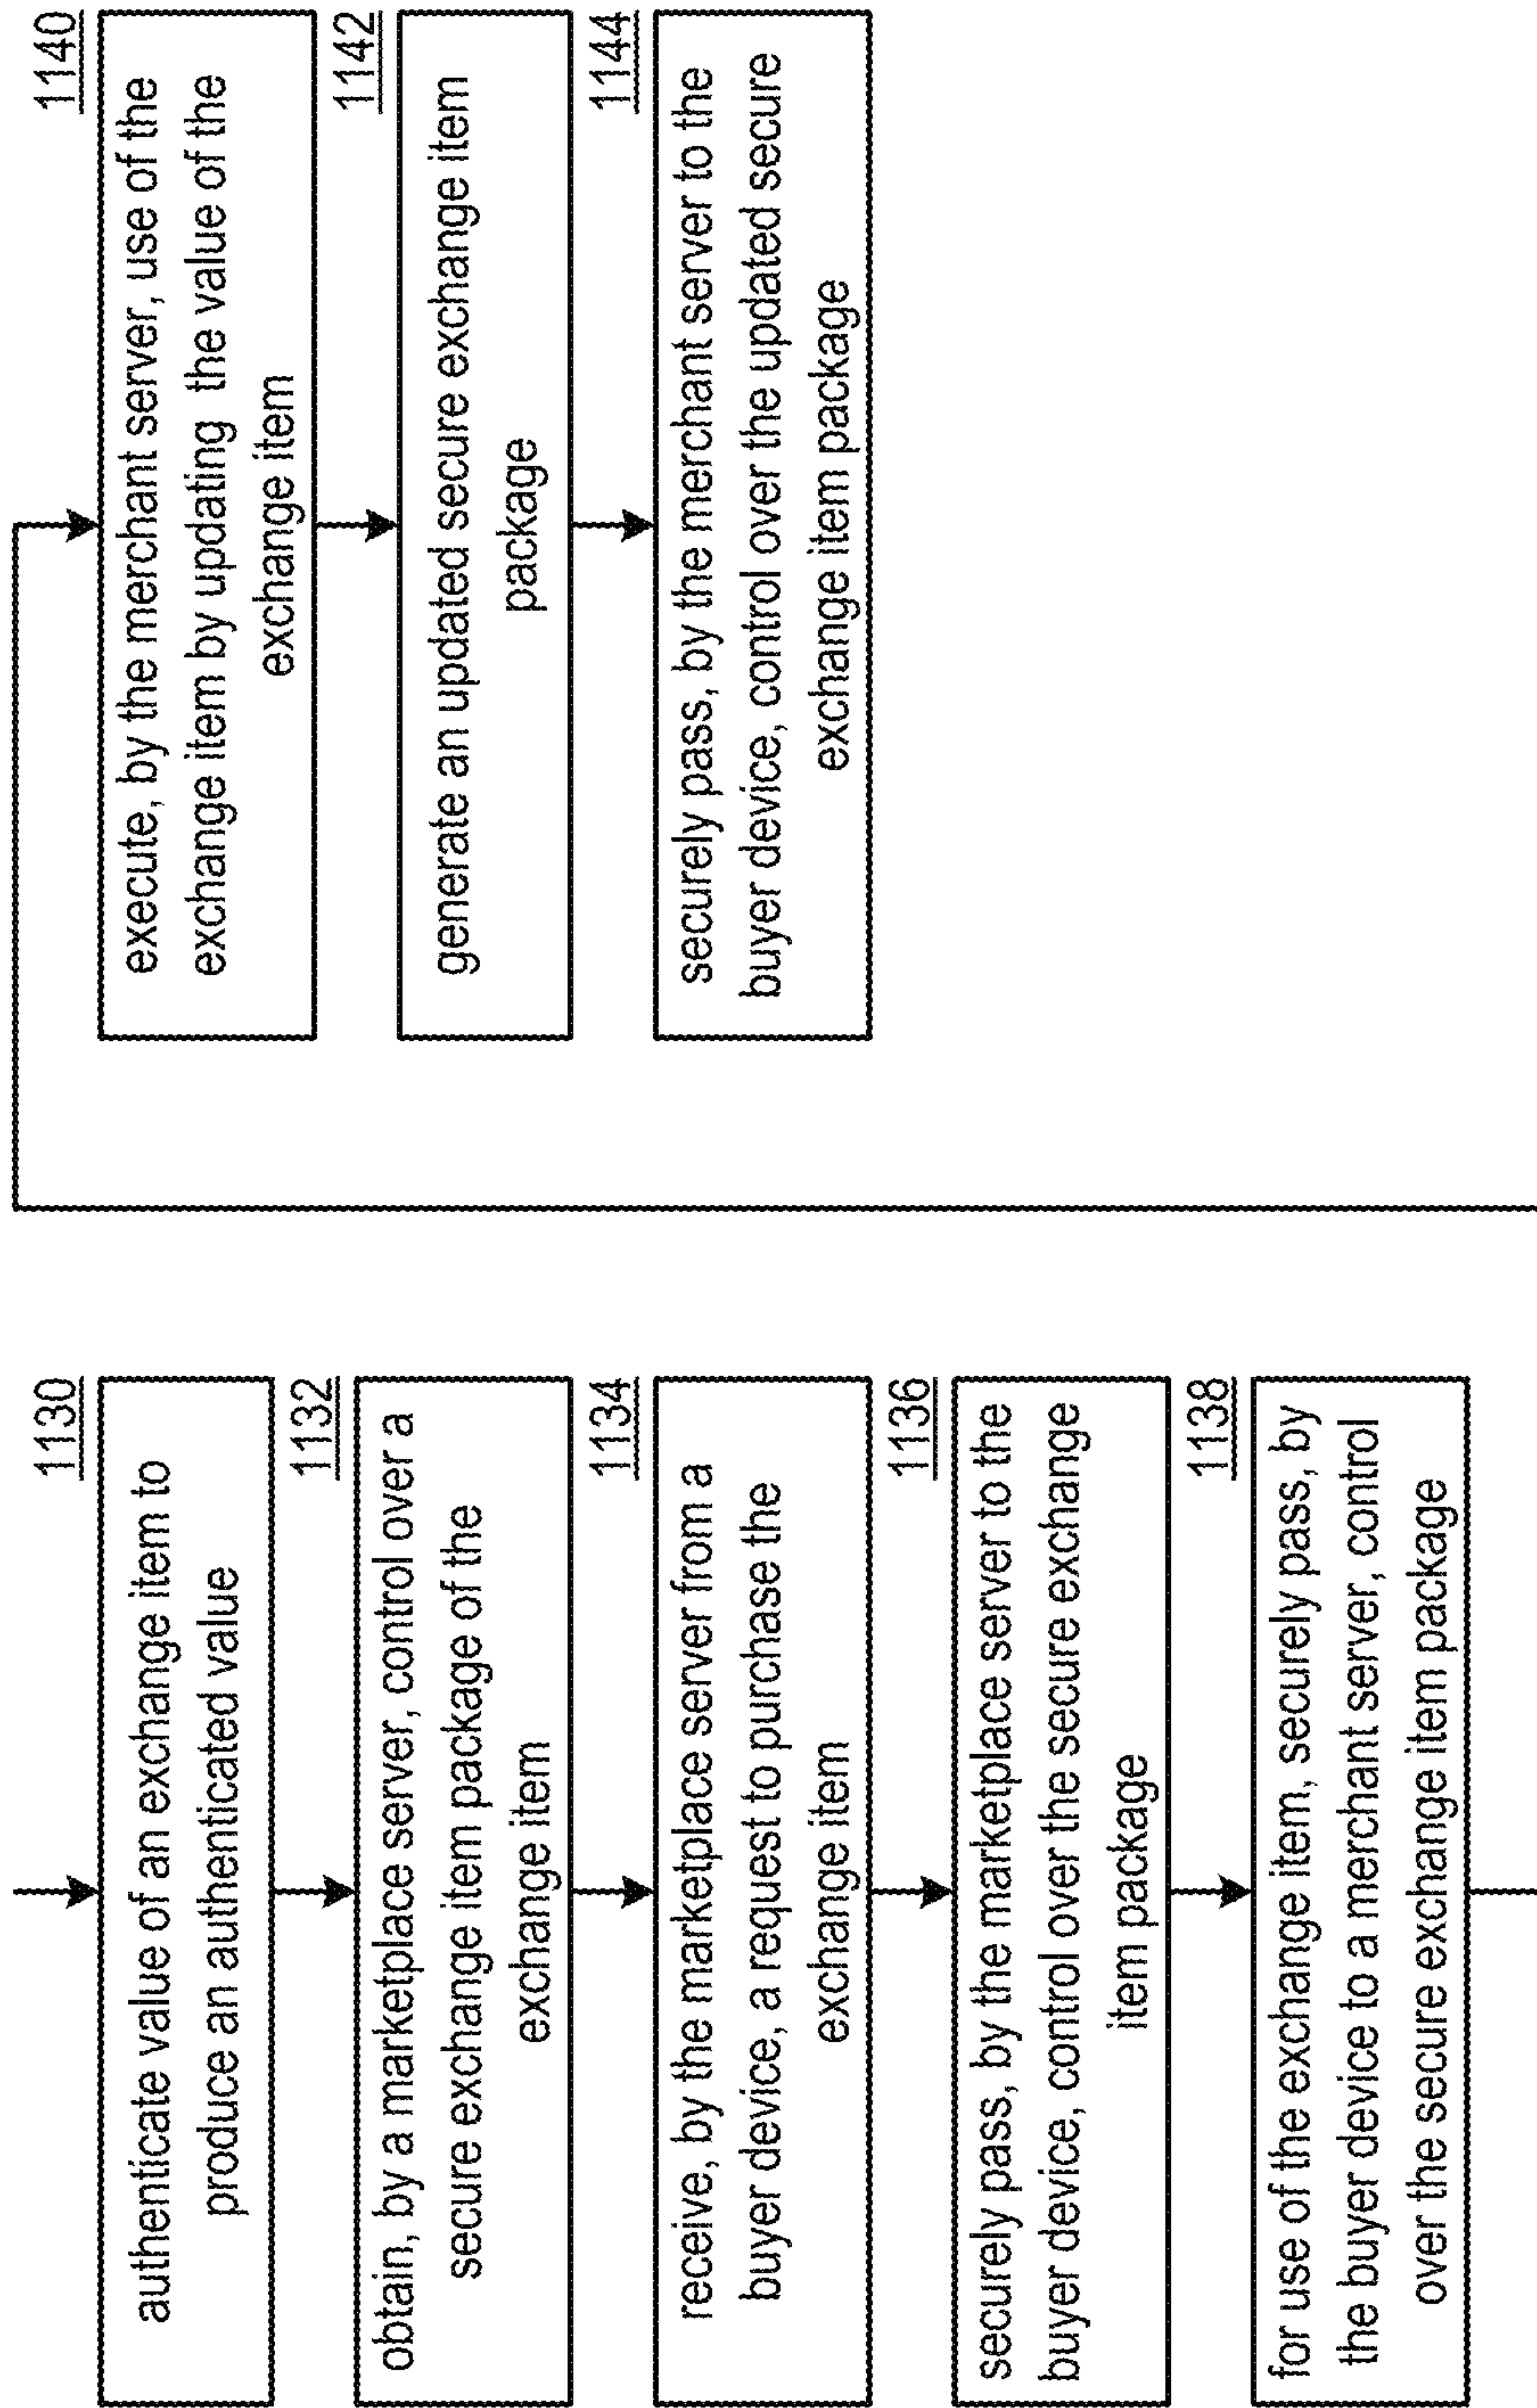 1130
authenticate value of an exchange item to
produce an authenticated value
1132
obtain, by a marketplace server, control over a
secure exchange item package of the
exchange item
1134
receive, by the marketplace server from a
buyer device, a request to purchase the
exchange item
1136
securely pass, by the marketplace server to the
buyer device, control over the secure exchange
item package
1138
for use of the exchange item, securely pass, by
the buyer device to a merchant server, control
over the secure exchange item package
1140
execute, by the merchant server, use of the
exchange item by updating the value of the
exchange item
1142
generate an updated secure exchange item
package
1144
securely pass, by the merchant server to the
buyer device, control over the updated secure
exchange item package